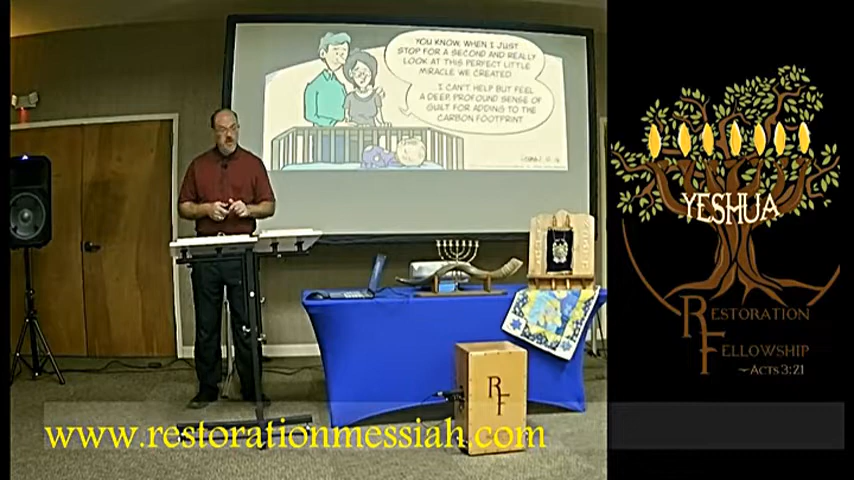 YOU KNOW WHEN I JUST
STOP FOR A SECOND AND REALLY
LOOK AT THIS PERFECT LITTLE
MIRACLE WE CREATED
I CAN'T HELP BUT FEEL
A DEEP, PROFOUND SENSE OF
GUILT FOR ADDING TO THE
CARBON FOOTPRINT
YESHUA
RESTORATION
FELLOWSHIP
~ACTS 3:21
RF
www.restorationmessiah.com